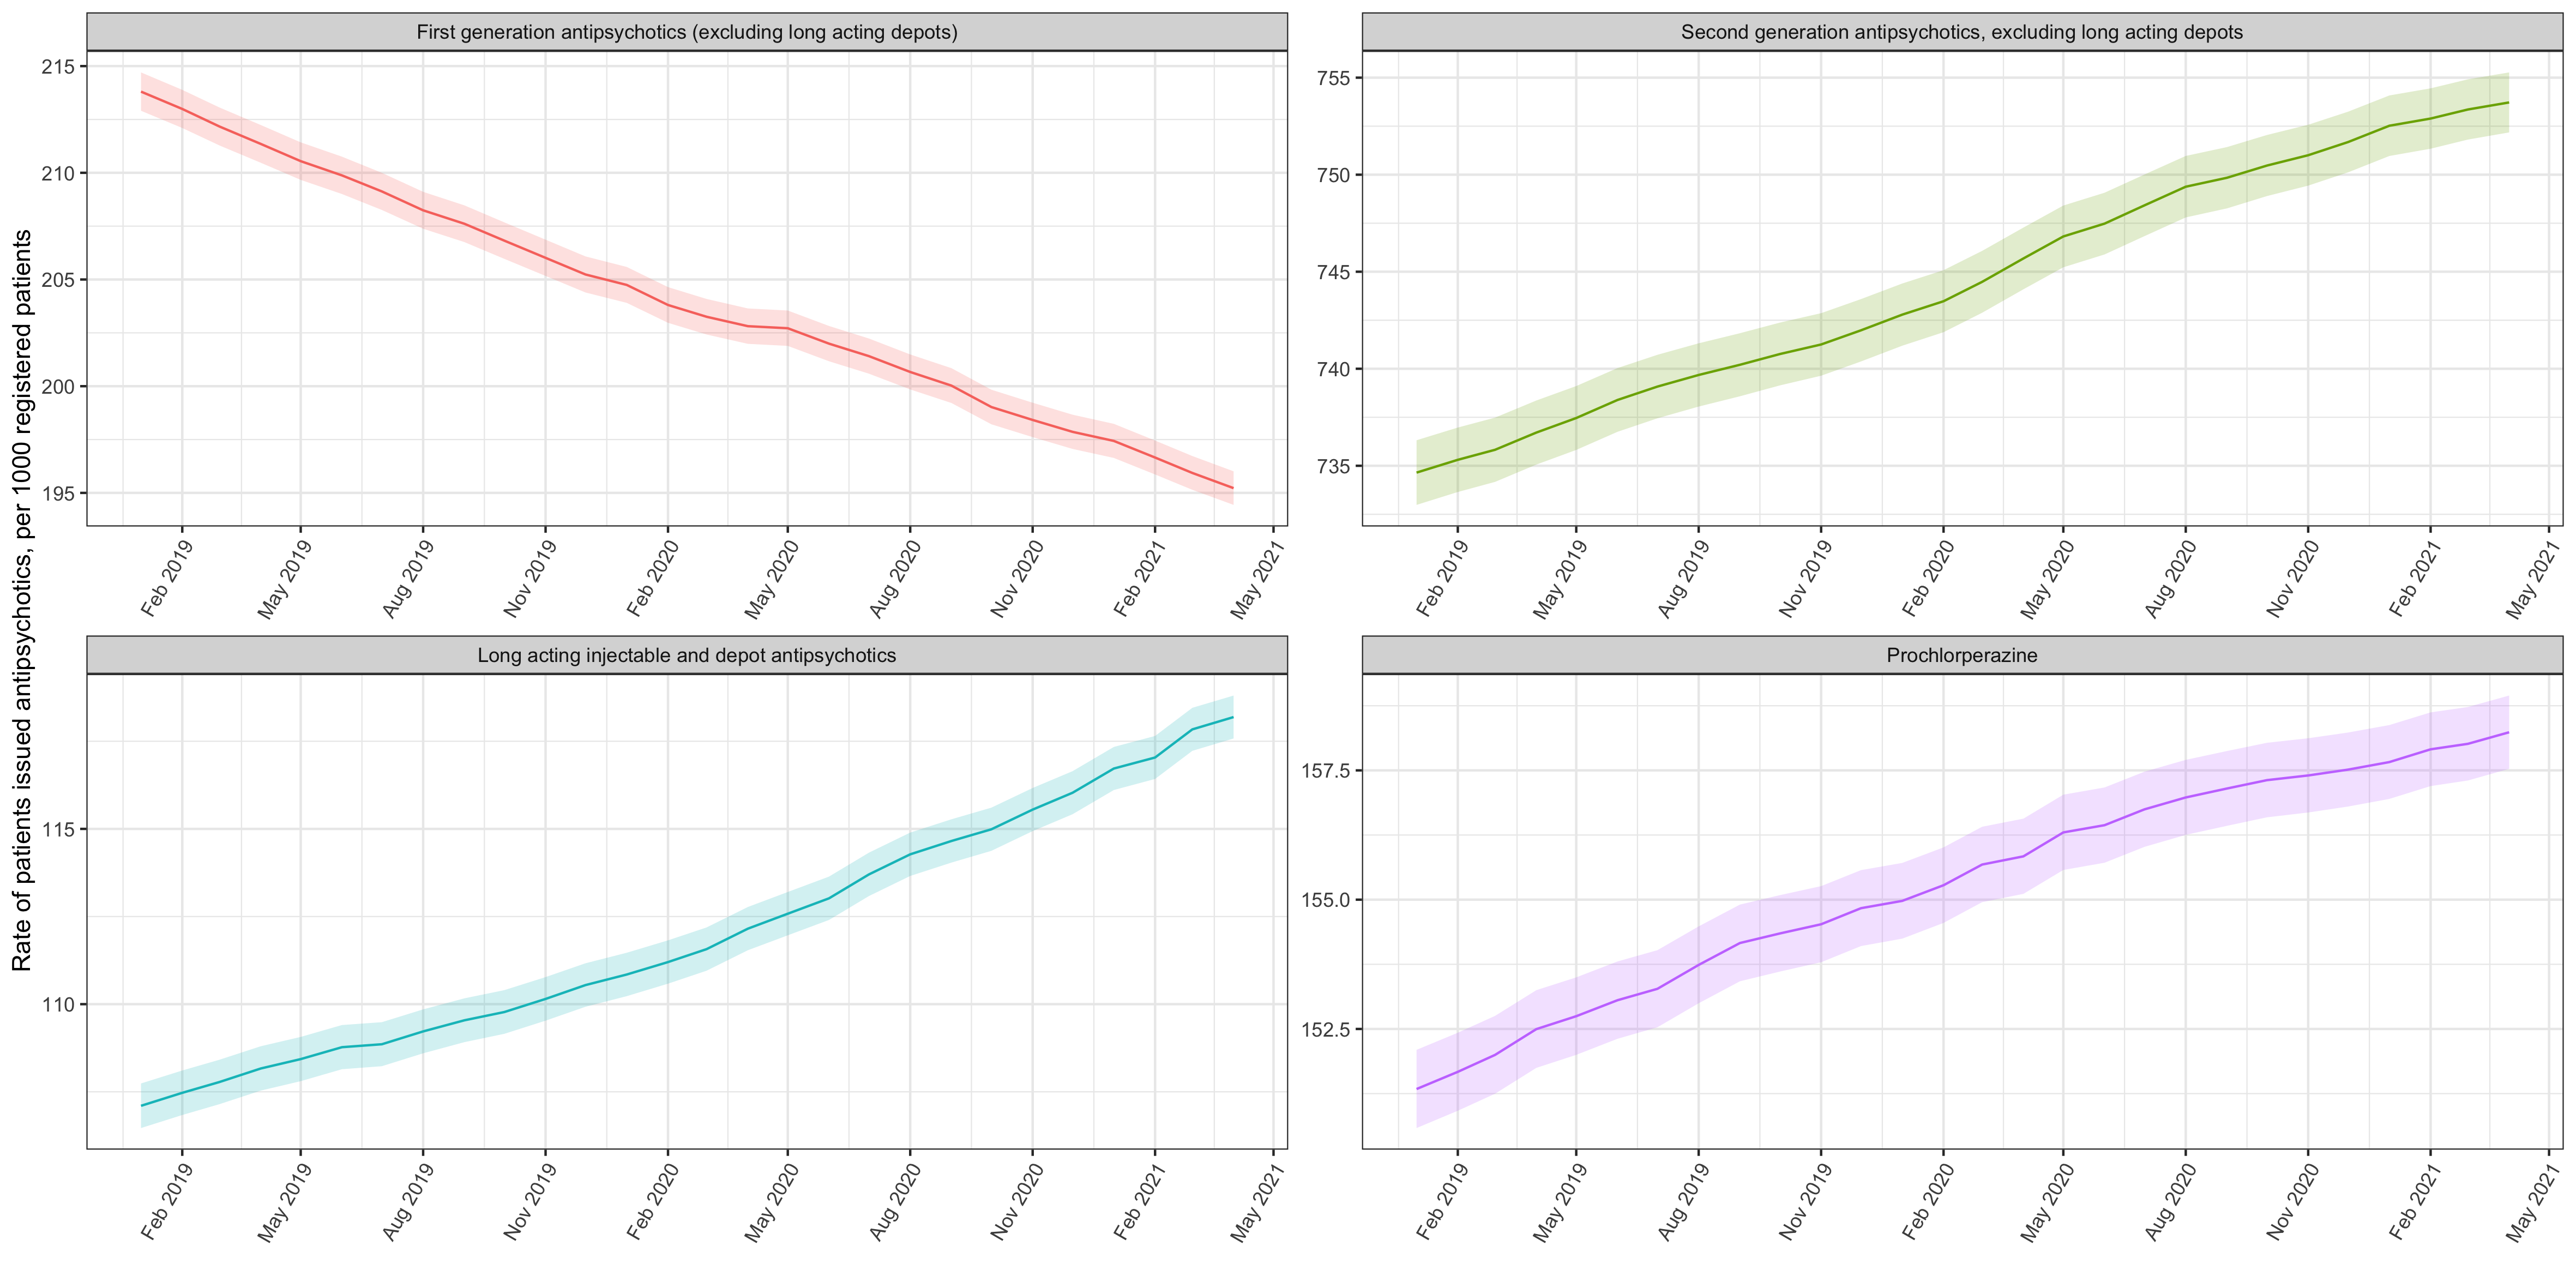 Rate of patients issued antipsychotics, per 1000 registered patients
First generation antipsychotics (excluding long acting depots)
215
210
205
200
195
Feb 2019
May 2019
Aug 2019
Nov 2019
Feb 2020
May 2020
Aug 2020
Nov 2020
Feb 2021
May 2021
Second generation antipsychotics, excluding long acting depots
755
750
745
740
735
Feb 2019
May 2019
Aug 2019
Nov 2019
Feb 2020
May 2020
Aug 2020
Nov 2020
Feb 2021
May 2021
Long acting injectable and depot antipsychotics
115
110
Feb 2019
May 2019
Aug 2019
Nov 2019
Feb 2020
May 2020
Aug 2020
Nov 2020
Feb 2021
May 2021
Prochlorperazine
157.5
155.0
152.5
Feb 2019
May 2019
Aug 2019
Nov 2019
Feb 2020
May 2020
Aug 2020
Nov 2020
Feb 2021
May 2021